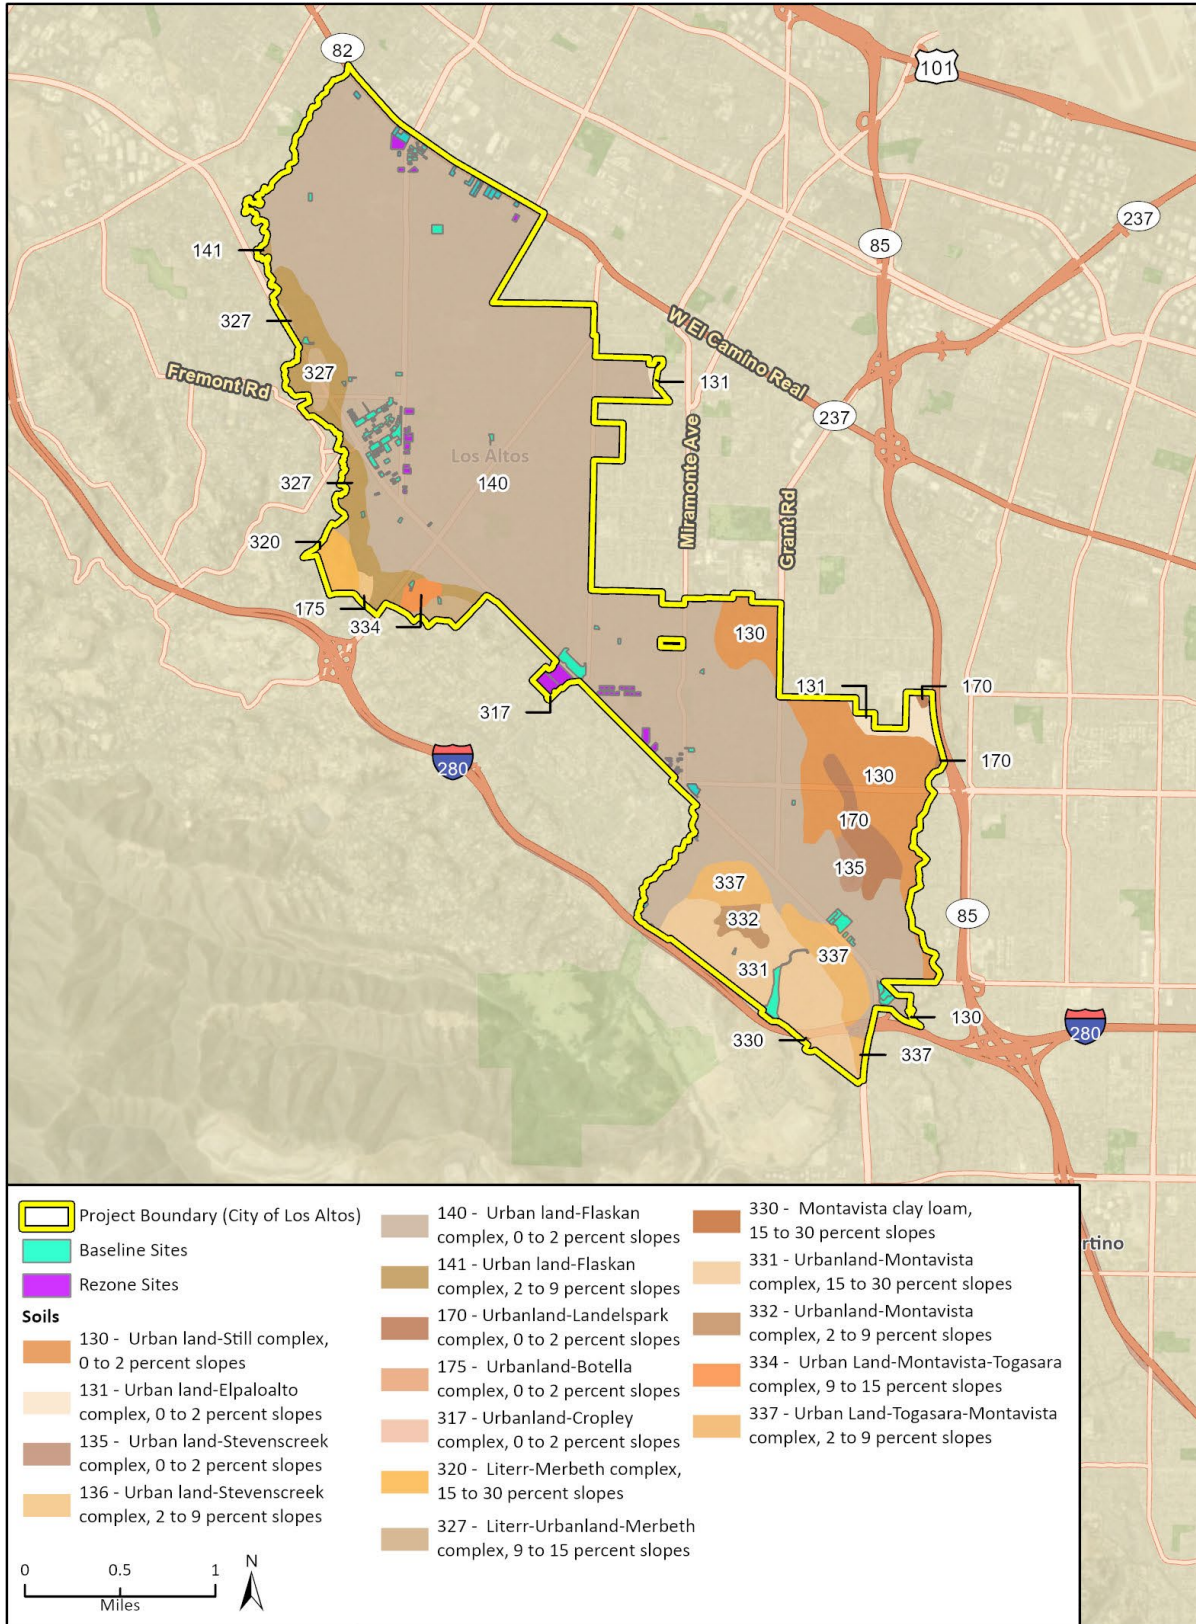 82
101
237
85
141
327
W El Camino Real
327
Fremont Rd
131
237
Los Altos
140
327
Miramonte Ave
Grant Rd
320
175
334
130
131
170
317
280
130
170
170
135
337
332
85
337
331
130
280
330
337
rtino
Project Boundary (City of Los Altos)
Baseline Sites
Rezone Sites
Soils
130 - Urban land-Still complex,
0 to 2 percent slopes
131 - Urban land-Elpaloalto
complex, 0 to 2 percent slopes
135 - Urban land-Stevenscreek
complex, 0 to 2 percent slopes
136 - Urban land-Stevenscreek
complex, 2 to 9 percent slopes
140 - Urban land-Flaskan
complex, 0 to 2 percent slopes
141 - Urban land-Flaskan
complex, 2 to 9 percent slopes
170 - Urbanland-Landelspark
complex, 0 to 2 percent slopes
175 - Urbanland-Botella
complex, 0 to 2 percent slopes
317 - Urbanland-Cropley
complex, 0 to 2 percent slopes
320 - Literr-Merbeth complex,
15 to 30 percent slopes
327 - Literr-Urbanland-Merbeth
complex, 9 to 15 percent slopes
330 - Montavista clay loam,
15 to 30 percent slopes
331 - Urbanland-Montavista
complex, 15 to 30 percent slopes
332 - Urbanland-Montavista
complex, 2 to 9 percent slopes
334 - Urban Land-Montavista-Togasara
complex, 9 to 15 percent slopes
337 - Urban Land-Togasara-Montavista
complex, 2 to 9 percent slopes
0 0.5 1
Miles
N